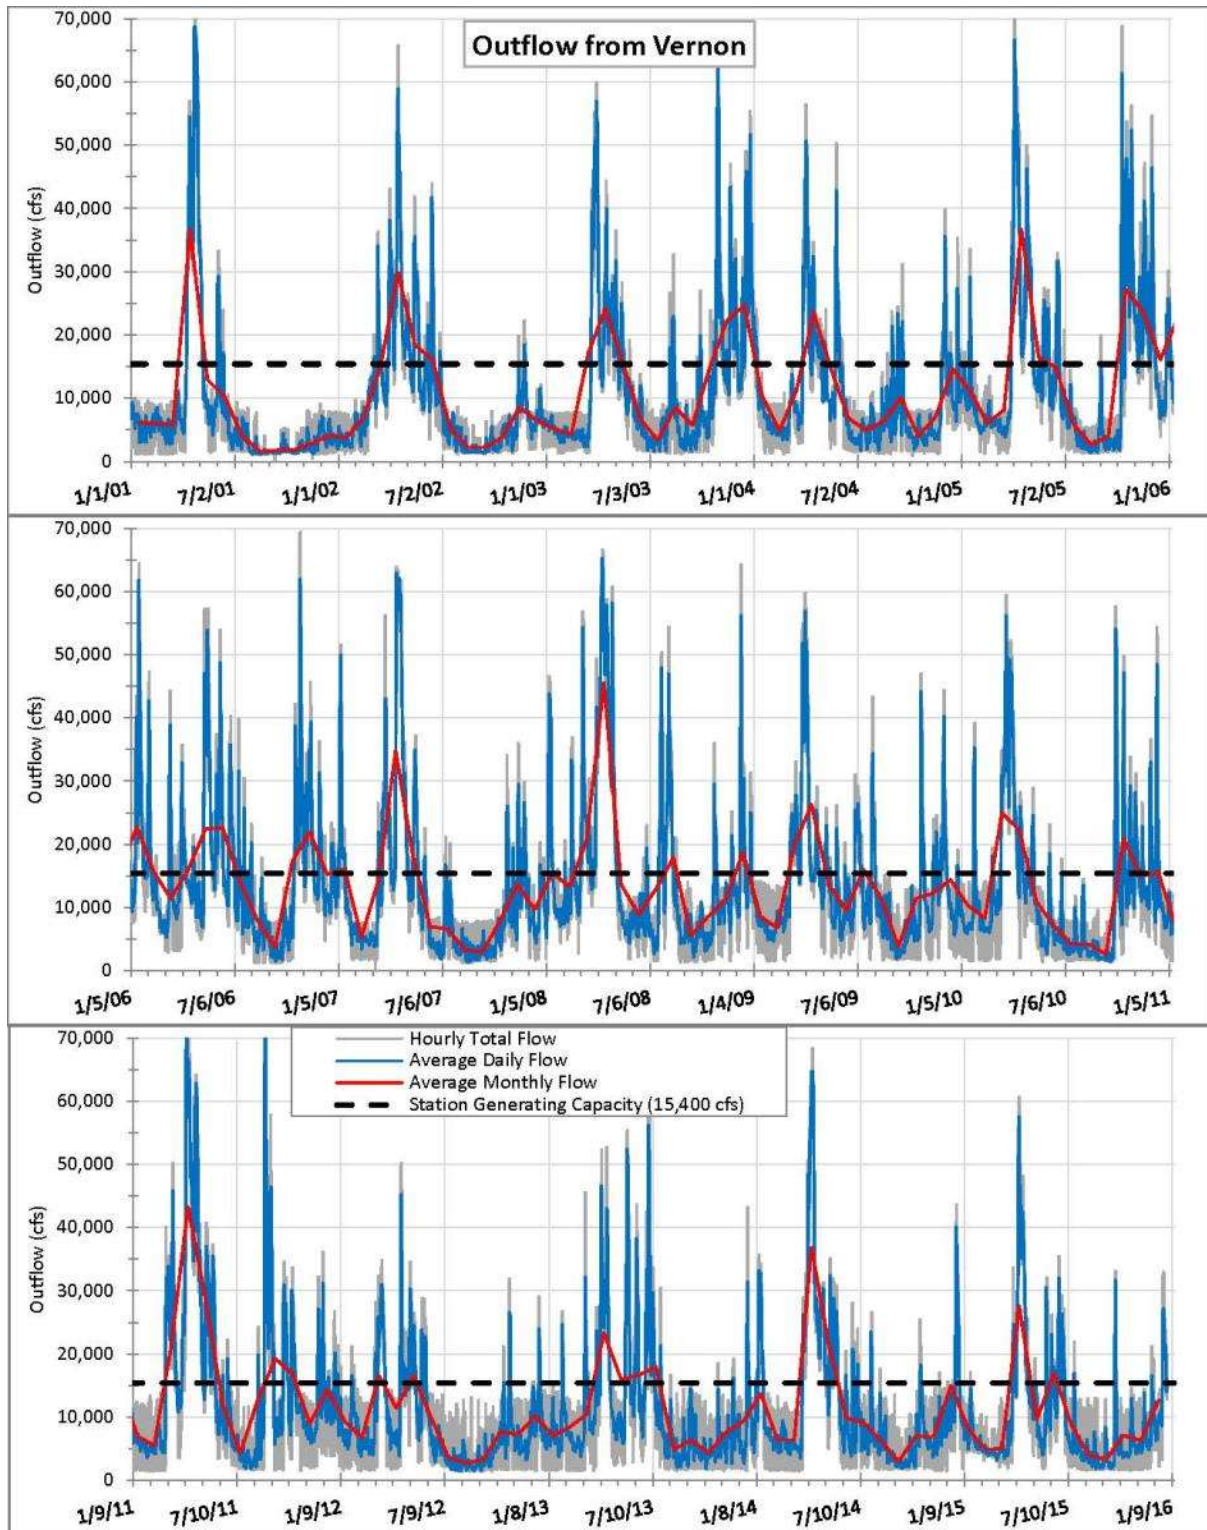 Outflow from Vernon
Outflow (cfs)
70,000
60,000
50,000
40,000
30,000
20,000
10,000
0
1/1/01 7/2/01 1/1/02 7/2/02 1/1/03 7/3/03 1/1/04 7/2/04 1/1/05 7/2/05 1/1/06
Outflow (cfs)
70,000
60,000
50,000
40,000
30,000
20,000
10,000
0
1/5/06 7/6/06 1/5/07 7/6/07 1/5/08 7/6/08 1/4/09 7/6/09 1/5/10 7/6/10 1/5/11
Hourly Total Flow
Average Daily Flow
Average Monthly Flow
Station Generating Capacity (15,400 cfs)
Outflow (cfs)
70,000
60,000
50,000
40,000
30,000
20,000
10,000
0
1/9/11 7/10/11 1/9/12 7/9/12 1/8/13 7/10/13 1/8/14 7/10/14 1/9/15 7/10/15 1/9/16